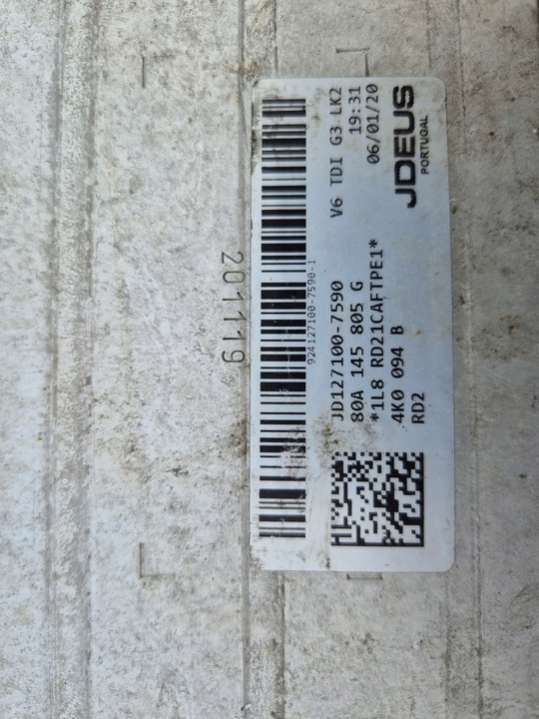 201119
924127100-7590-1
JD127100-7590
V6 TDI G3 LK2
80A 145 805 G
19:31
*1L8 RD21CAFTPE1*
06/01/20
4K0 094 B
RD2
JDEUS
PORTUGAL